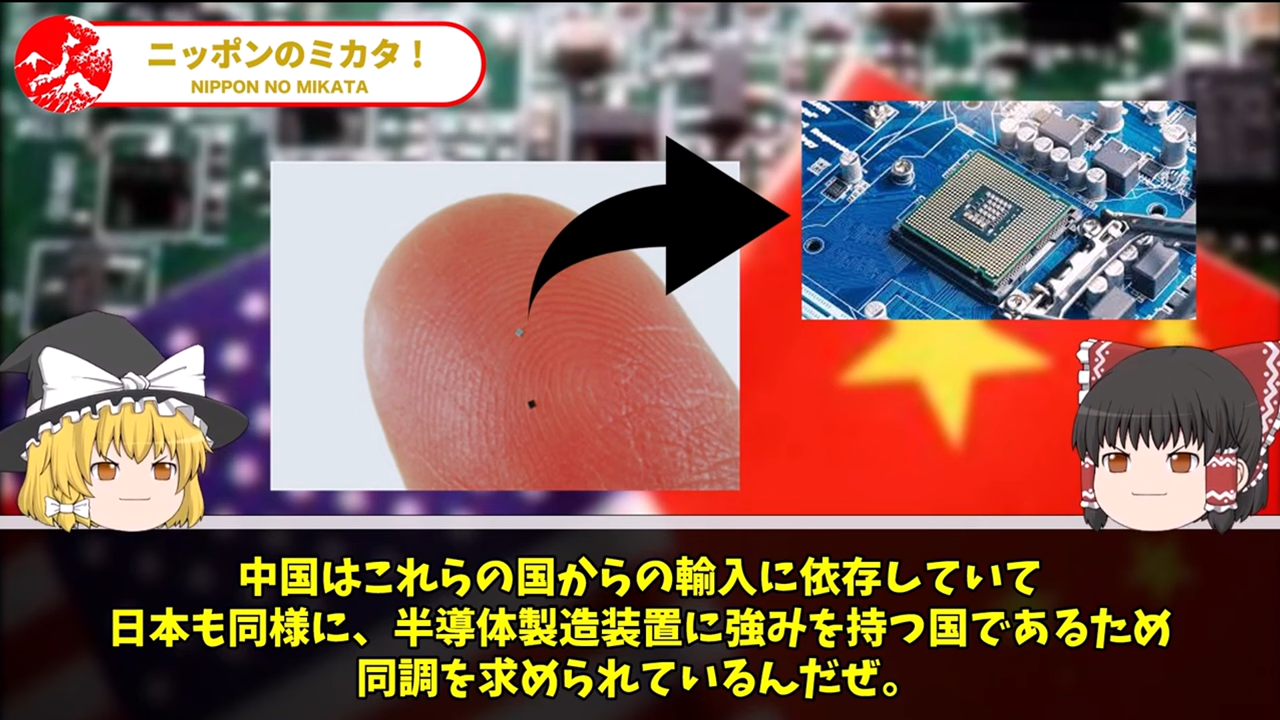 ニッポンのミカタ！
NIPPON NO MIKATA
中国はこれらの国からの輸入に依存していて
日本も同様に、半導体製造装置に強みを持つ国であるため
同調を求められているんだぜ。